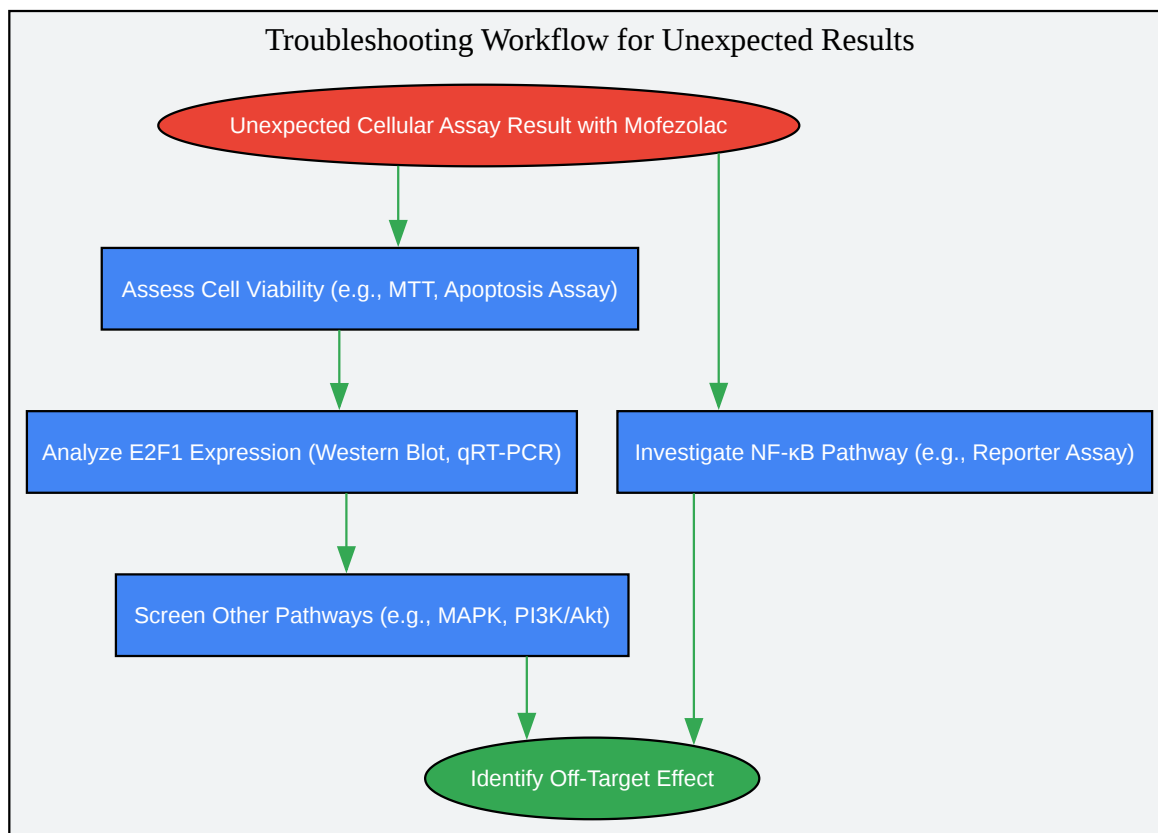 Troubleshooting Workflow for Unexpected Results
Unexpected Cellular Assay Result with Mofezolac
Assess Cell Viability (e.g., MTT, Apoptosis Assay)
Analyze E2F1 Expression (Western Blot, qRT-PCR)
Investigate NF-κB Pathway (e.g., Reporter Assay)
Screen Other Pathways (e.g., MAPK, PI3K/Akt)
Identify Off-Target Effect